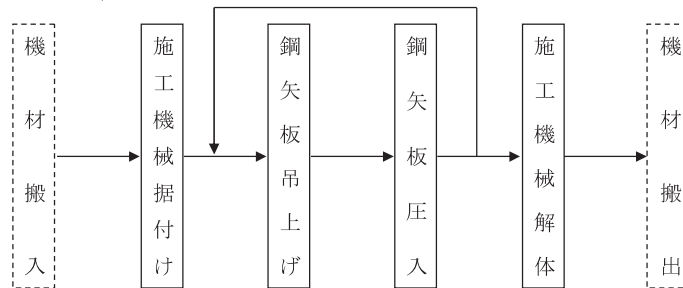 機材搬入
施工機械据付け
鋼矢板吊上げ
鋼矢板圧入
施工機械解体
機材搬出